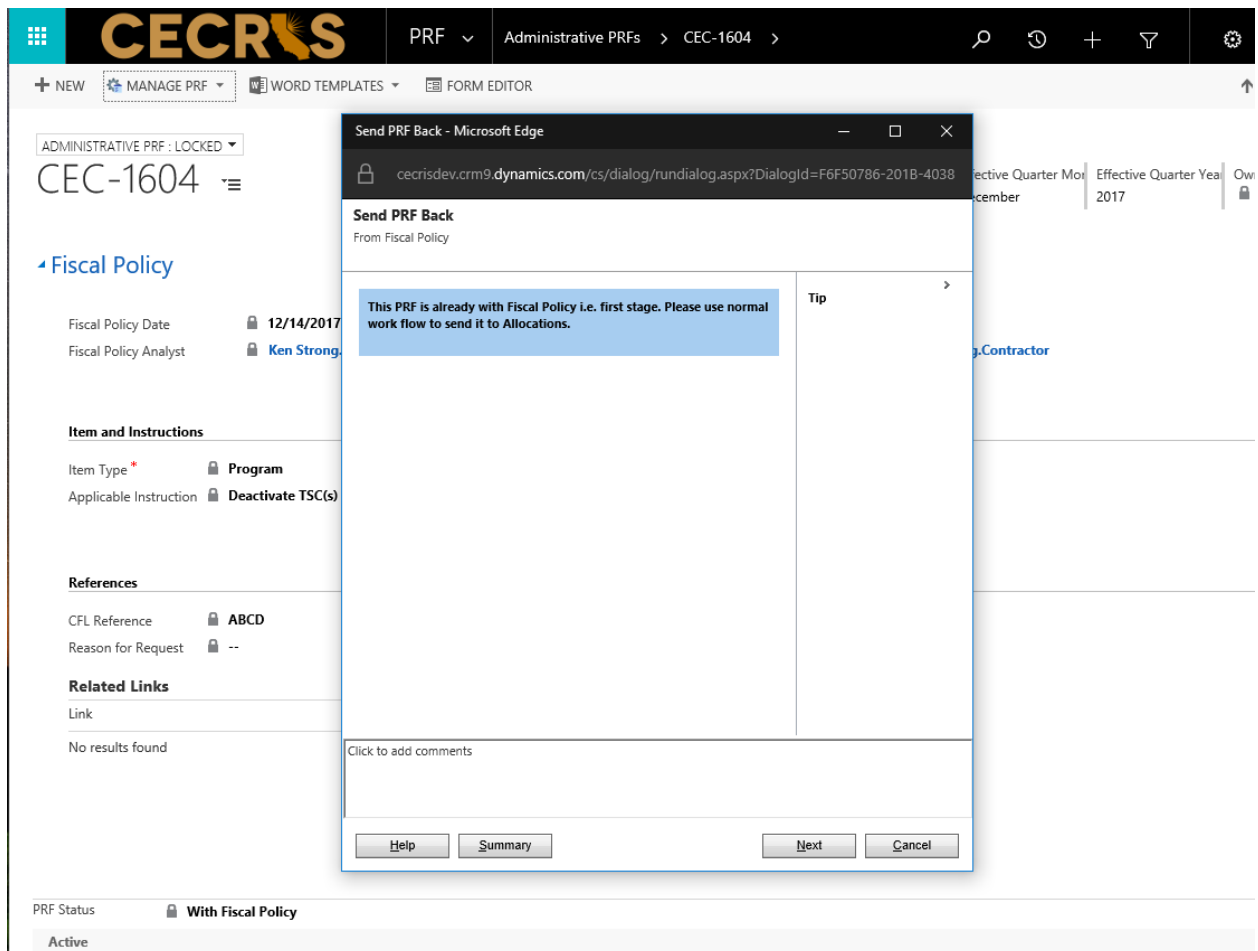 CECRIS
PRF
Administrative PRFs > CEC-1604 >
NEW
MANAGE PRF
WORD TEMPLATES
FORM EDITOR
ADMINISTRATIVE PRF : LOCKED
CEC-1604
Quarter Mor
Effective Quarter Yea
Ow
2017
Fiscal Policy
Fiscal Policy Date
12/14/2017
Fiscal Policy Analyst
Ken Strong.
g.Contractor
Item and Instructions
Item Type *
Program
Applicable Instruction
Deactivate TSC(s)
References
CFL Reference
ABCD
Reason for Request
--
Related Links
Link
No results found
Send PRF Back - Microsoft Edge
cecrisdev.crm9.dynamics.com/cs/dialog/rundialog.aspx?DialogId=F6F50786-201B-4038
Send PRF Back
From Fiscal Policy
This PRF is already with Fiscal Policy i.e. first stage. Please use normal
work flow to send it to Allocations.
Tip
Click to add comments
Help
Summary
Next
Cancel
PRF Status
With Fiscal Policy
Active